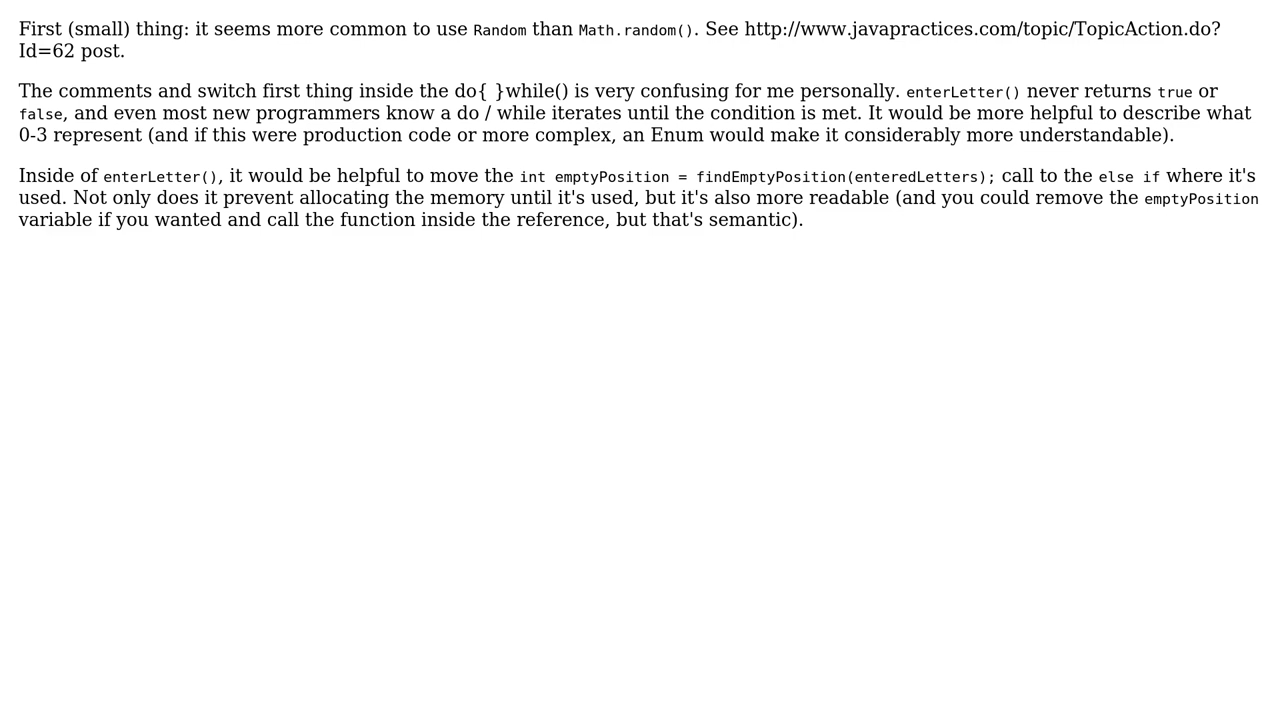 First (small) thing: it seems more common to use Random than Math.random(). See http://www.javapractices.com/topic/TopicAction.do?
Id=62 post.
The comments and switch first thing inside the do{ }while() is very confusing for me personally. enterLetter() never returns true or
false, and even most new programmers know a do / while iterates until the condition is met. It would be more helpful to describe what
0-3 represent (and if this were production code or more complex, an Enum would make it considerably more understandable).
Inside of enterLetter(), it would be helpful to move the int emptyPosition = findEmptyPosition(enteredLetters); call to the else if where it's
used. Not only does it prevent allocating the memory until it's used, but it's also more readable (and you could remove the emptyPosition
variable if you wanted and call the function inside the reference, but that's semantic).